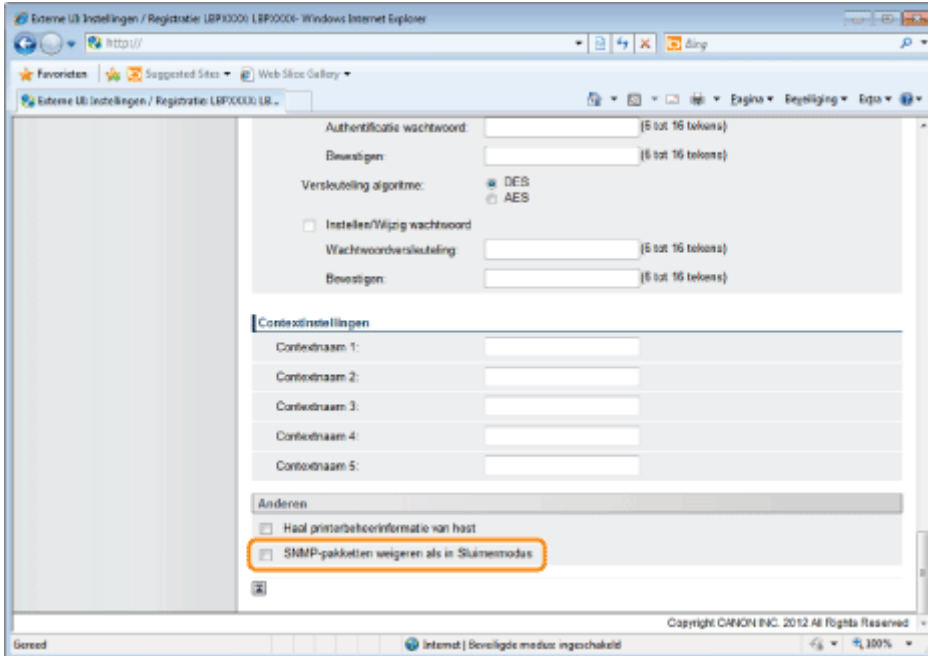 Externe UI: Instellingen / Registratie: LBPXXXX: LBPXXXX- Windows Internet Explorer
http://
Bing
Favorieten
Suggested Sites
Web Slice Gallery
Externe UI: Instellingen / Registratie: LBPXXXX: LB...
Pagina
Beveiliging
Extra
Authentificatie wachtwoord:
(6 tot 16 tekens)
Bevestigen:
(6 tot 16 tekens)
Versleuteling algoritme:
DES
AES
Instellen/Wijzig wachtwoord
Wachtwoordversleuteling:
(6 tot 16 tekens)
Bevestigen:
(6 tot 16 tekens)
Contextinstellingen
Contextnaam 1:
Contextnaam 2:
Contextnaam 3:
Contextnaam 4:
Contextnaam 5:
Anderen
Haal printerbeheerinformatie van host
SNMP-pakketten weigeren als in Sluimermodus
Copyright CANON INC. 2012 All Rights Reserved
Gereed
Internet | Beveiligde modus: ingeschakeld
100%